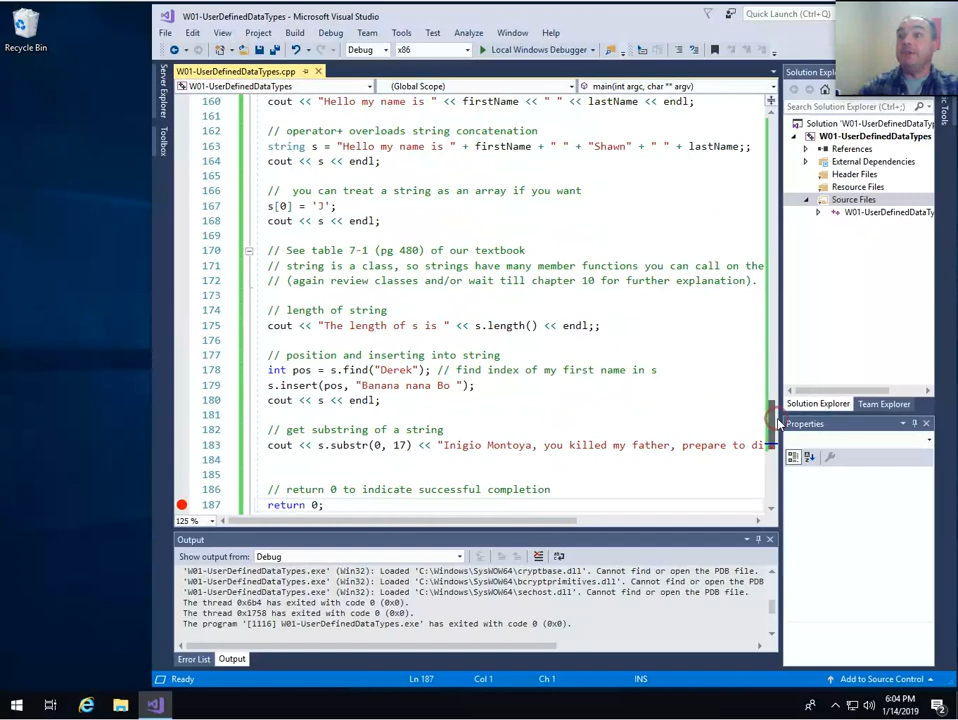 Recycle Bin
W01-UserDefinedDataTypes - Microsoft Visual Studio
Quick Launch (Ctrl+Q)
File Edit View Project Build Debug Team Tools Test Analyze Window Help
Debug x86 Local Windows Debugger
Server Explorer
Toolbox
W01-UserDefinedDataTypes.cpp
W01-UserDefinedDataTypes (Global Scope) main(int argc, char ** argv)
160 cout << "Hello my name is " << firstName << " " << lastName << endl;
161
162 // operator+ overloads string concatenation
163 string s = "Hello my name is " + firstName + " " + "Shawn" + " " + lastName;;
164 cout << s << endl;
165
166 // you can treat a string as an array if you want
167 s[0] = 'J';
168 cout << s << endl;
169
170 // See table 7-1 (pg 480) of our textbook
171 // string is a class, so strings have many member functions you can call on the
172 // (again review classes and/or wait till chapter 10 for further explanation).
173
174 // length of string
175 cout << "The length of s is " << s.length() << endl;;
176
177 // position and inserting into string
178 int pos = s.find("Derek"); // find index of my first name in s
179 s.insert(pos, "Banana nana Bo ");
180 cout << s << endl;
181
182 // get substring of a string
183 cout << s.substr(0, 17) << "Inigio Montoya, you killed my father, prepare to di
184
185
186 // return 0 to indicate successful completion
187 return 0;
125 %
Solution Explorer
Search Solution Explorer (Ctrl+;)
Solution 'W01-UserDefinedDataTypes'
W01-UserDefinedDataTypes
References
External Dependencies
Header Files
Resource Files
Source Files
W01-UserDefinedDataTy
Solution Explorer Team Explorer
Properties
Output
Show output from: Debug
'W01-UserDefinedDataTypes.exe' (Win32): Loaded 'C:\Windows\SysWOW64\cryptbase.dll'. Cannot find or open the PDB file.
'W01-UserDefinedDataTypes.exe' (Win32): Loaded 'C:\Windows\SysWOW64\bcryptprimitives.dll'. Cannot find or open the PDB
'W01-UserDefinedDataTypes.exe' (Win32): Loaded 'C:\Windows\SysWOW64\sechost.dll'. Cannot find or open the PDB file.
The thread 0x6b4 has exited with code 0 (0x0).
The thread 0x1758 has exited with code 0 (0x0).
The program '[1116] W01-UserDefinedDataTypes.exe' has exited with code 0 (0x0).
Error List Output
Ready Ln 187 Col 1 Ch 1 INS Add to Source Control
6:04 PM
1/14/2019
2